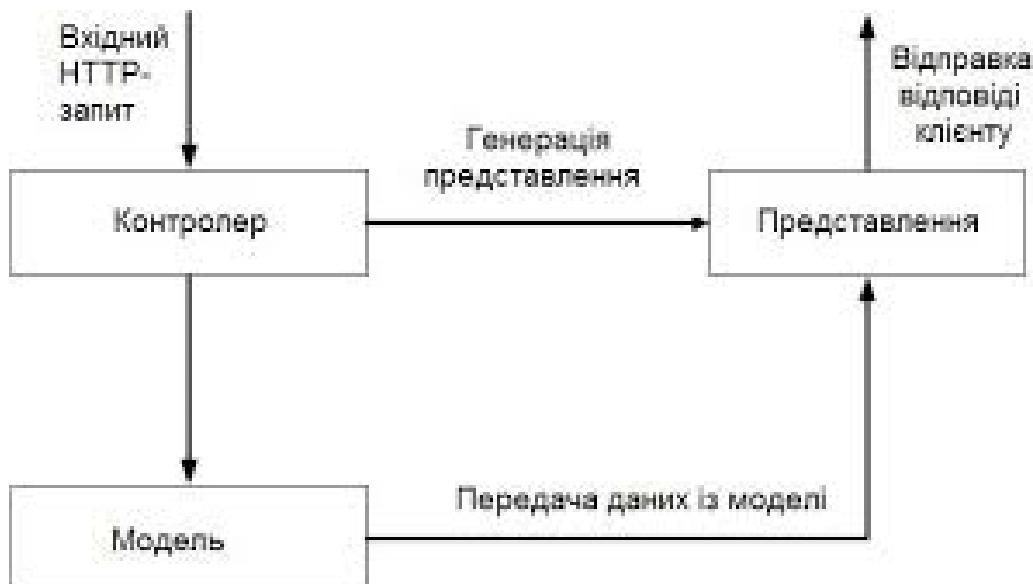 Вхідний
HTTP-
запит
Відправка
відповіді
клієнту
Генерація
представлення
Контролер
Представлення
Передача даних із моделі
Модель